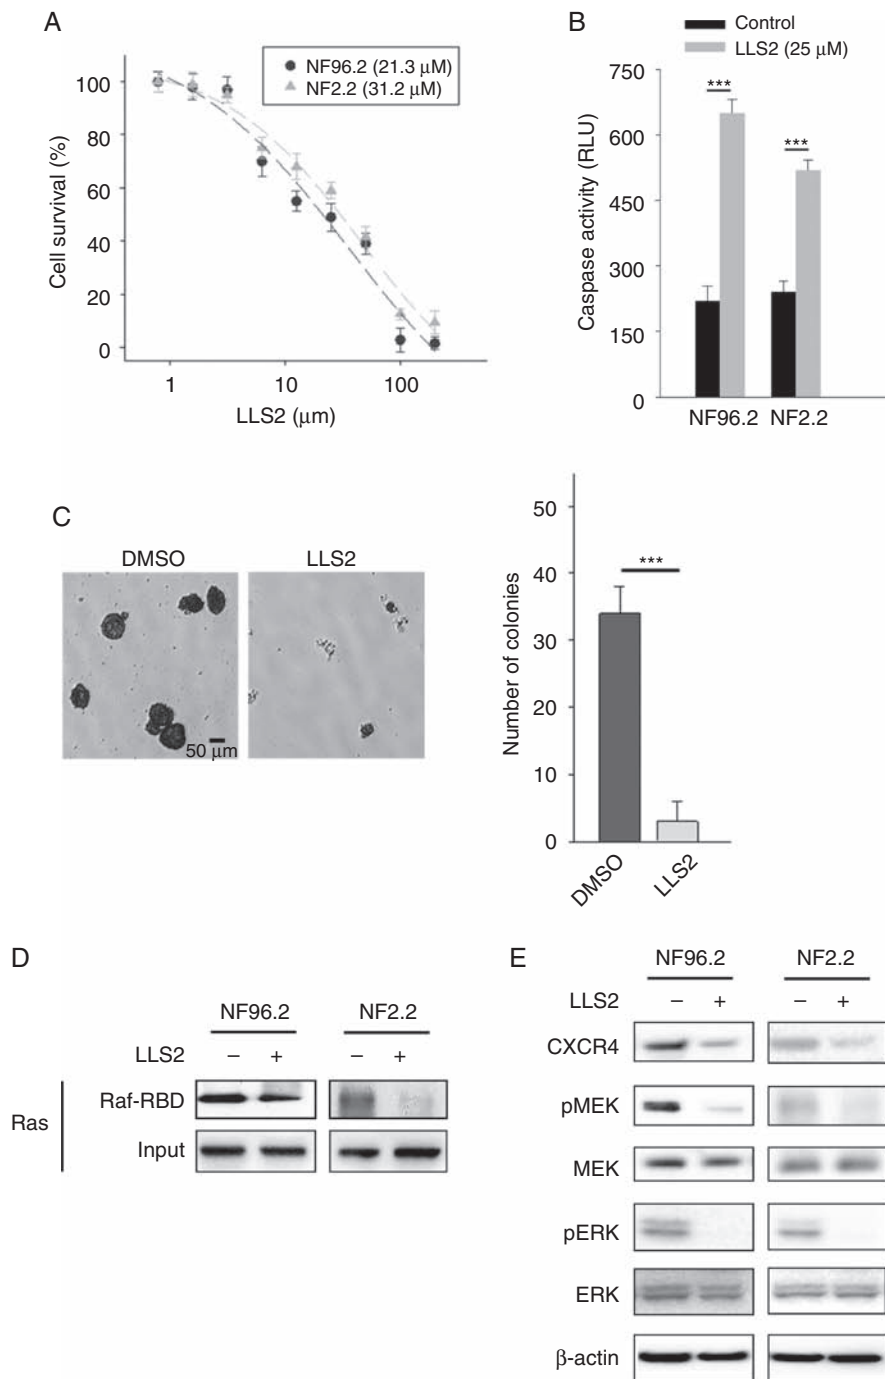 A
NF96.2 (21.3 μM)
NF2.2 (31.2 μM)
Cell survival (%)
100
80
60
40
20
0
1
10
100
LLS2 (μm)
B
Control
LLS2 (25 μM)
Caspase activity (RLU)
750
600
450
300
150
0
***
***
NF96.2 NF2.2
C
DMSO
LLS2
50 μm
Number of colonies
50
40
30
20
10
0
***
DMSO
LLS2
D
NF96.2 NF2.2
LLS2 – + – +
Ras
Raf-RBD
Input
E
NF96.2 NF2.2
LLS2 – + – +
CXCR4
pMEK
MEK
pERK
ERK
β-actin